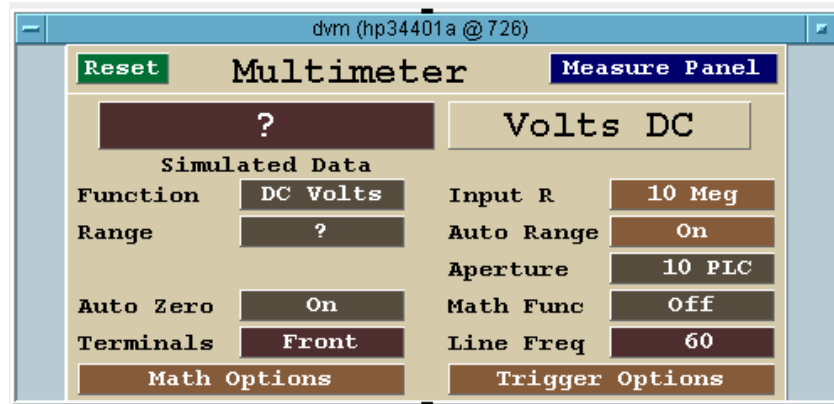 dvm (hp34401a @ 726)
Reset Multimeter Measure Panel
? Volts DC
Simulated Data
Function DC Volts Input R 10 Meg
Range ? Auto Range On
Aperture 10 PLC
Auto Zero On Math Func Off
Terminals Front Line Freq 60
Math Options Trigger Options